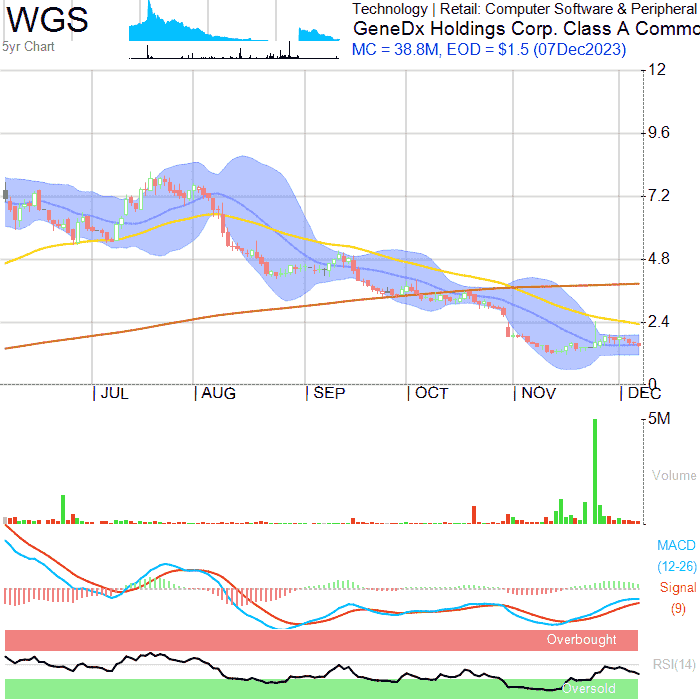 WGS
5yr Chart
Technology | Retail: Computer Software & Peripheral
GeneDx Holdings Corp. Class A Commo
MC = 38.8M, EOD = $1.5 (07Dec2023)
12
9.6
7.2
4.8
2.4
0
JUL
AUG
SEP
OCT
NOV
DEC
5M
Volume
MACD
(12-26)
Signal
(9)
Overbought
RSI(14)
Oversold